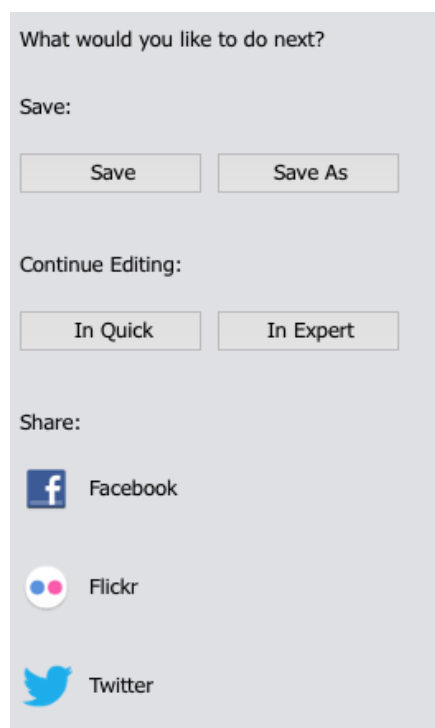 What would you like to do next?
Save:
Save Save As
Continue Editing:
In Quick In Expert
Share:
Facebook
Flickr
Twitter